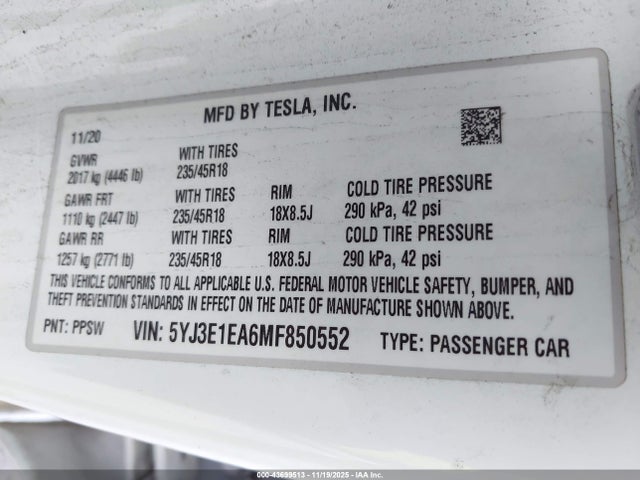 MFD BY TESLA, INC.
11/20
GVWR WITH TIRES
2017 kg (4446 lb) 235/45R18
GAWR FRT WITH TIRES RIM COLD TIRE PRESSURE
1110 kg (2447 lb) 235/45R18 18X8.5J 290 kPa, 42 psi
GAWR RR WITH TIRES RIM COLD TIRE PRESSURE
1257 kg (2771 lb) 235/45R18 18X8.5J 290 kPa, 42 psi
THIS VEHICLE CONFORMS TO ALL APPLICABLE U.S. FEDERAL MOTOR VEHICLE SAFETY, BUMPER, AND
THEFT PREVENTION STANDARDS IN EFFECT ON THE DATE OF MANUFACTURE SHOWN ABOVE.
PNT: PPSW VIN: 5YJ3E1EA6MF850552 TYPE: PASSENGER CAR
000-43699513 - 11/19/2025 - IAA Inc.